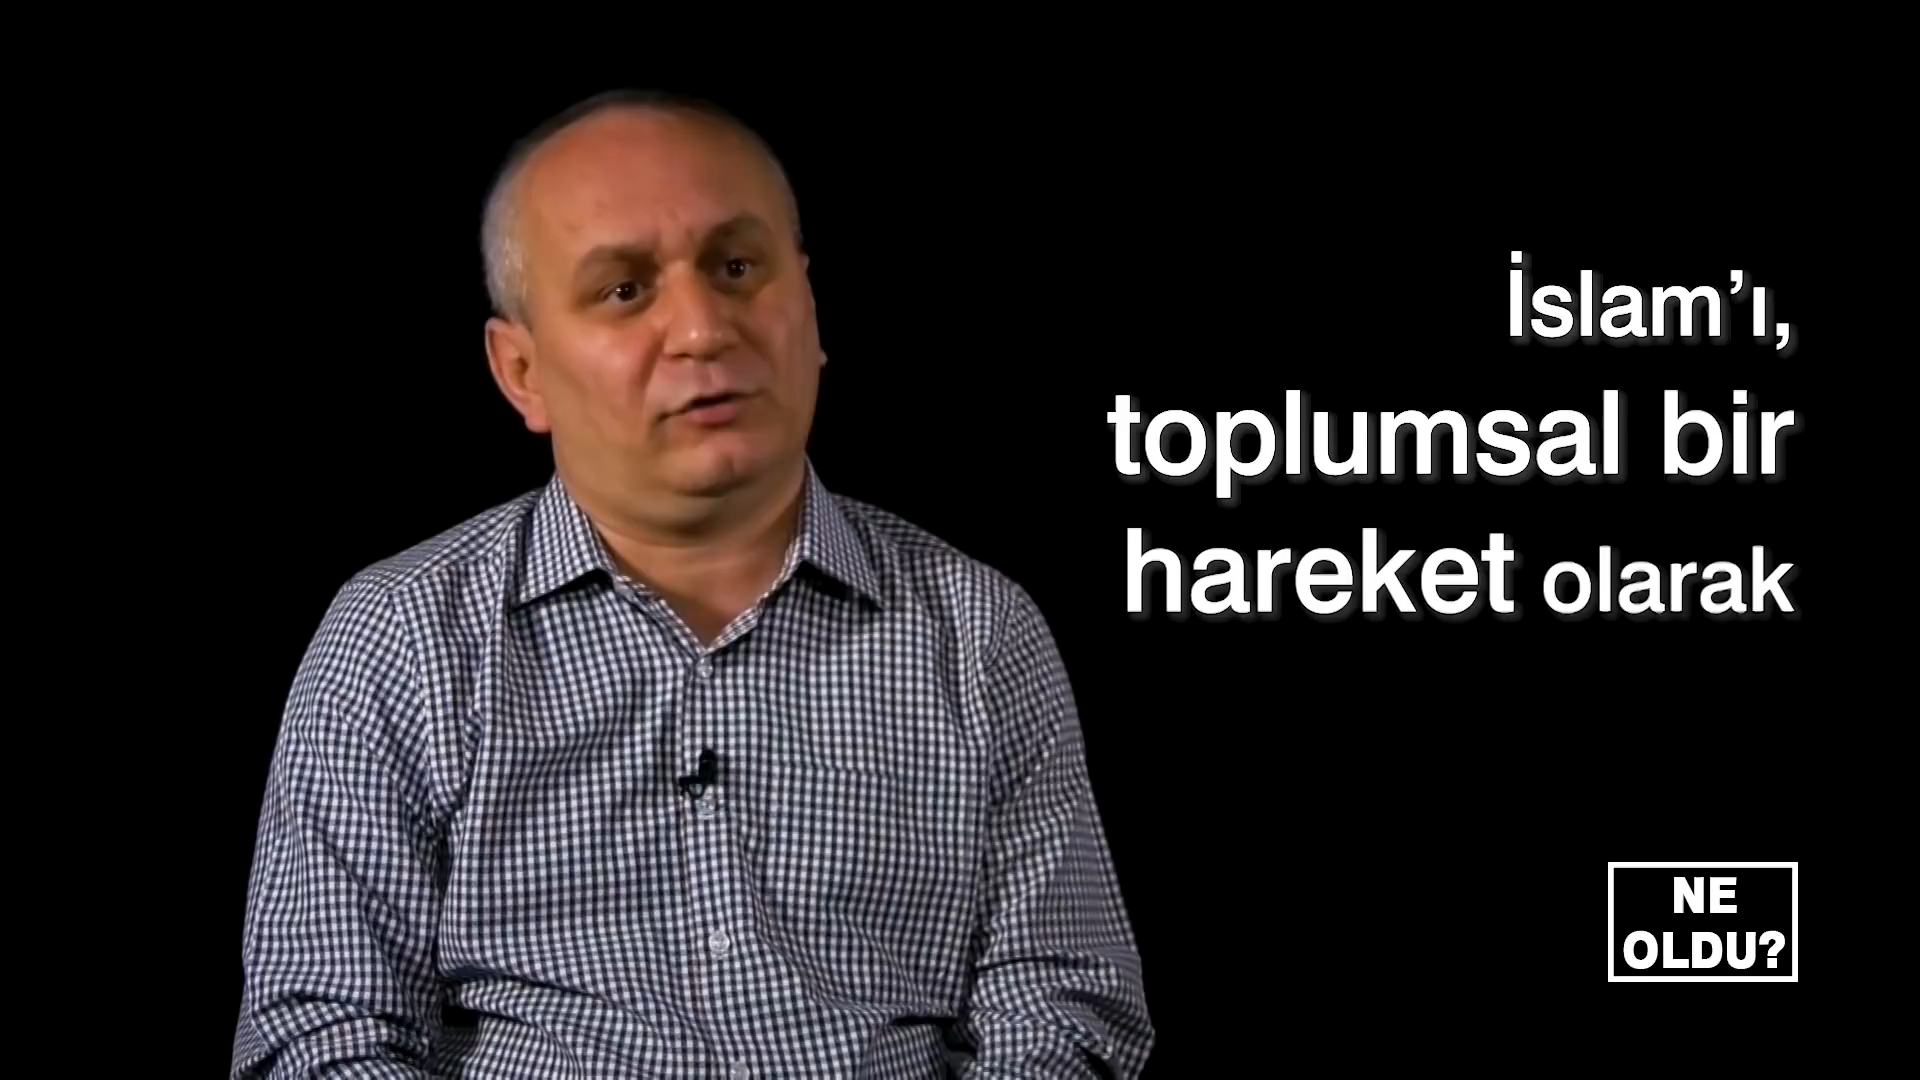 İslam’ı,
toplumsal bir
hareket olarak
NE
OLDU?